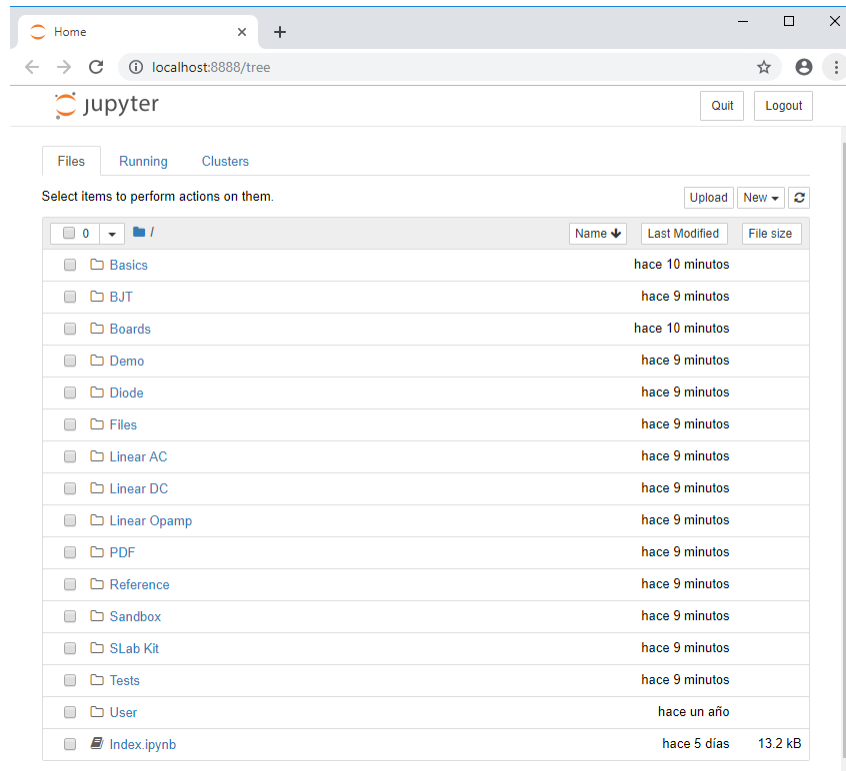 Home
localhost:8888/tree
jupyter
Quit Logout
Files Running Clusters
Select items to perform actions on them.
Upload New
0 / Name Last Modified File size
Basics hace 10 minutos
BJT hace 9 minutos
Boards hace 10 minutos
Demo hace 9 minutos
Diode hace 9 minutos
Files hace 9 minutos
Linear AC hace 9 minutos
Linear DC hace 9 minutos
Linear Opamp hace 9 minutos
PDF hace 9 minutos
Reference hace 9 minutos
Sandbox hace 9 minutos
SLab Kit hace 9 minutos
Tests hace 9 minutos
User hace un año
Index.ipynb hace 5 días 13.2 kB